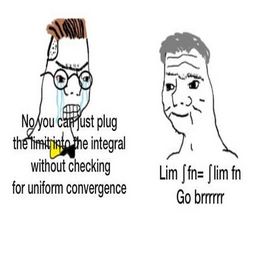 No you can just plug
the limit into the integral
without checking
for uniform convergence
Lim ∫fn= ∫lim fn
Go brrrrrr